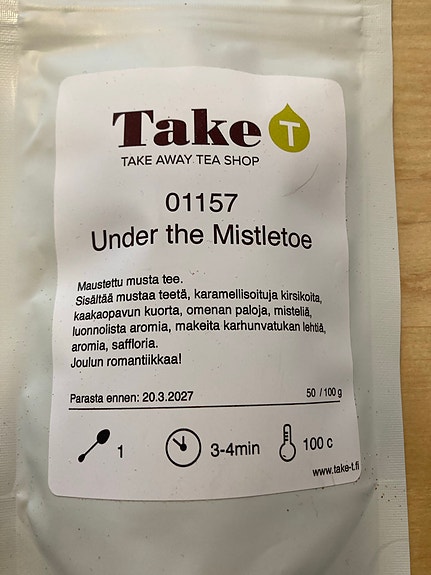 Take T
TAKE AWAY TEA SHOP
01157
Under the Mistletoe
Maustettu musta tee.
Sisältää mustaa teetä, karamellisoituja kirsikoita,
kaakaopavun kuorta, omenan paloja, misteliä,
luonnolista aromia, makeita karhunvatukan lehtiä,
aromia, saffloria.
Joulun romantiikkaa!
Parasta ennen: 20.3.2027
50 / 100 g
1
3-4min
100 c
www.take-t.fi